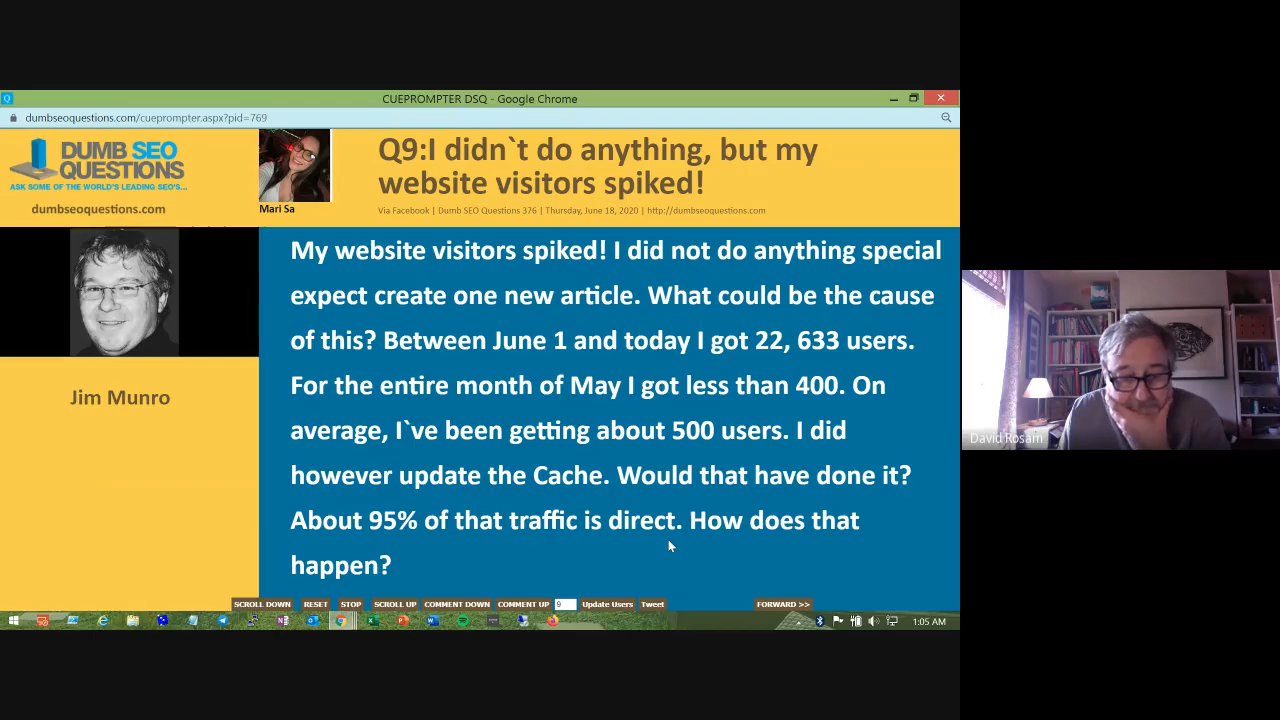 CUEPROMPTER DSQ - Google Chrome
dumbseoquestions.com/cueprompter.aspx?pid=769
DUMB SEO
QUESTIONS
ASK SOME OF THE WORLD'S LEADING SEO'S...
dumbseoquestions.com
Mari Sa
Q9:I didn`t do anything, but my
website visitors spiked!
Via Facebook | Dumb SEO Questions 376 | Thursday, June 18, 2020 | http://dumbseoquestions.com
Jim Munro
My website visitors spiked! I did not do anything special
expect create one new article. What could be the cause
of this? Between June 1 and today I got 22, 633 users.
For the entire month of May I got less than 400. On
average, I`ve been getting about 500 users. I did
however update the Cache. Would that have done it?
About 95% of that traffic is direct. How does that
happen?
SCROLL DOWN RESET STOP SCROLL UP COMMENT DOWN COMMENT UP 9 Update Users Tweet FORWARD >>
1:05 AM
David Rosam